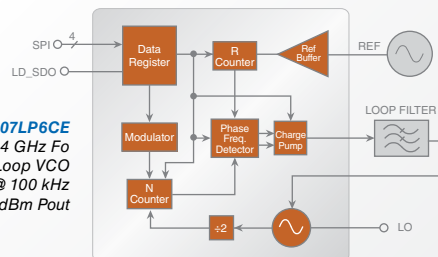 SPI
4
LD_SDO
Data
Register
R
Counter
Ref
Buffer
REF
LOOP FILTER
07LP6CE
4 GHz Fo
Loop VCO
@ 100 kHz
dBm Pout
Modulator
Phase
Freq.
Detector
Charge
Pump
N
Counter
÷2
LO